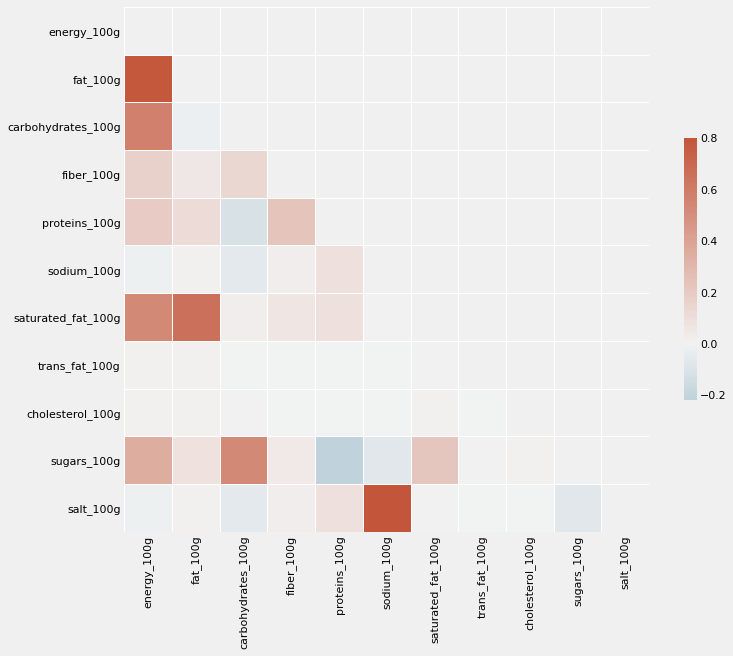 energy_100g
fat_100g
carbohydrates_100g
fiber_100g
proteins_100g
sodium_100g
saturated_fat_100g
trans_fat_100g
cholesterol_100g
sugars_100g
salt_100g
energy_100g
fat_100g
carbohydrates_100g
fiber_100g
proteins_100g
sodium_100g
saturated_fat_100g
trans_fat_100g
cholesterol_100g
sugars_100g
salt_100g
0.8
0.6
0.4
0.2
0.0
−0.2